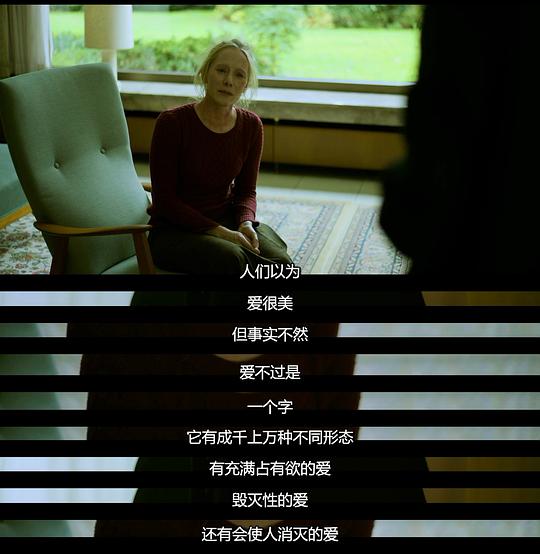 人们以为
爱很美
但事实不然
爱不过是
一个字
它有成千上万种不同形态
有充满占有欲的爱
毁灭性的爱
还有会使人消灭的爱